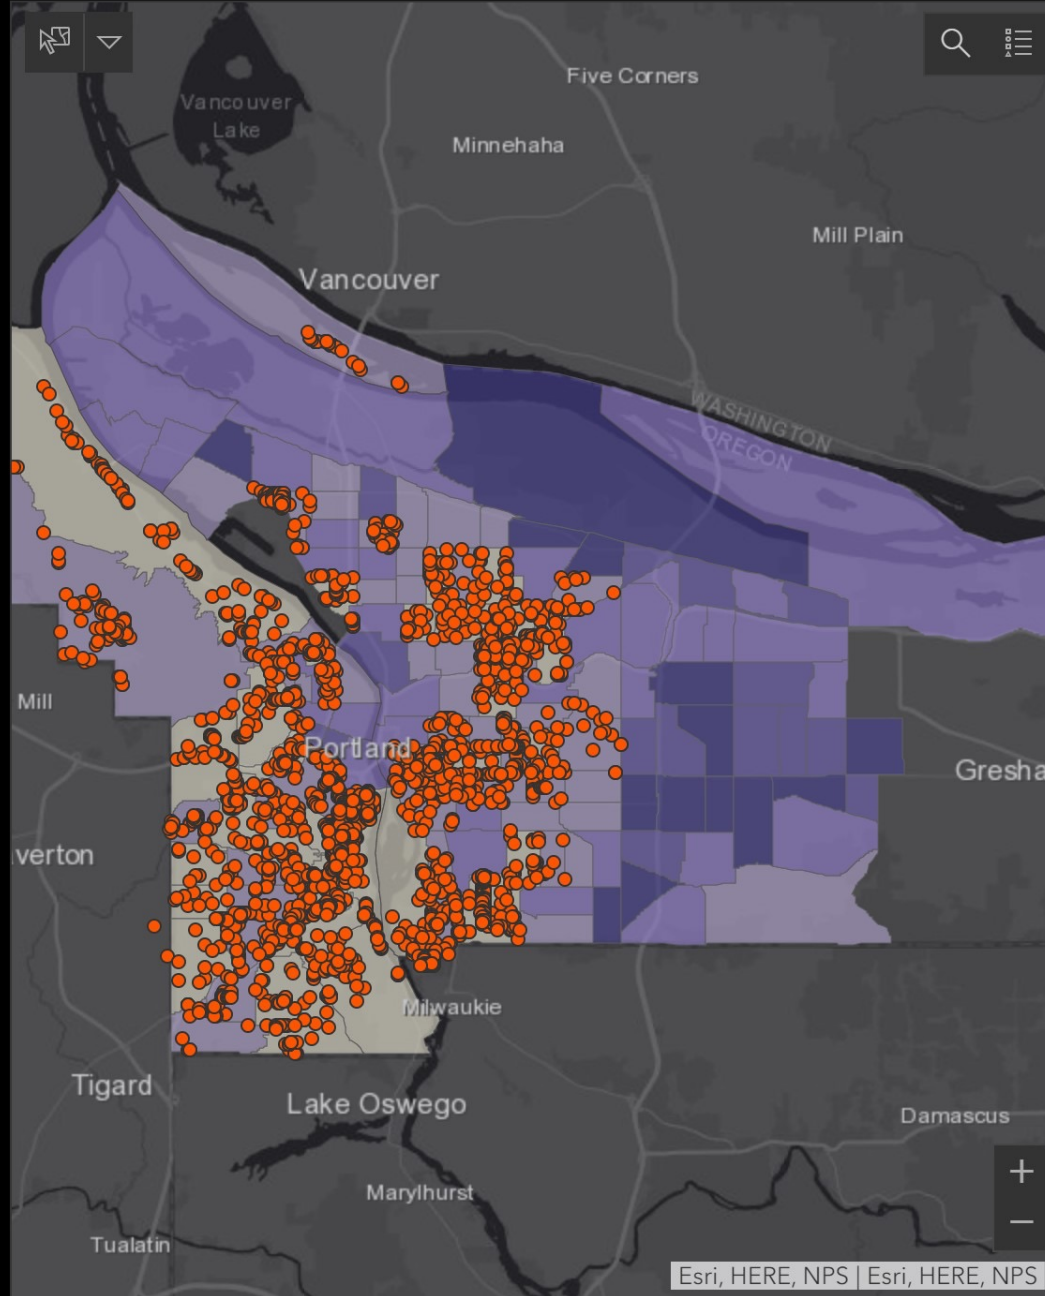 Five Corners
Vancouver
Lake
Minnehaha
Mill Plain
Vancouver
WASHINGTON
OREGON
Mill
Portland
Gresha
verton
Milwaukie
Tigard
Lake Oswego
Damascus
Marylhurst
Tualatin
Esri, HERE, NPS | Esri, HERE, NPS